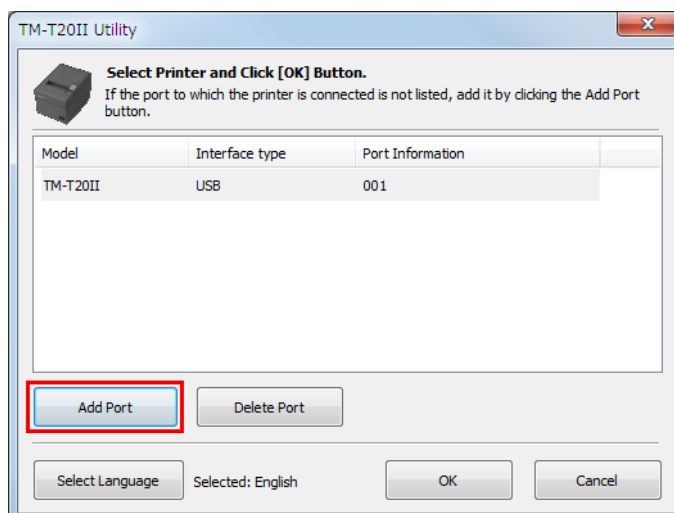 TM-T20II Utility
Select Printer and Click [OK] Button.
If the port to which the printer is connected is not listed, add it by clicking the Add Port
button.
Model Interface type Port Information
TM-T20II USB 001
Add Port Delete Port
Select Language Selected: English OK Cancel